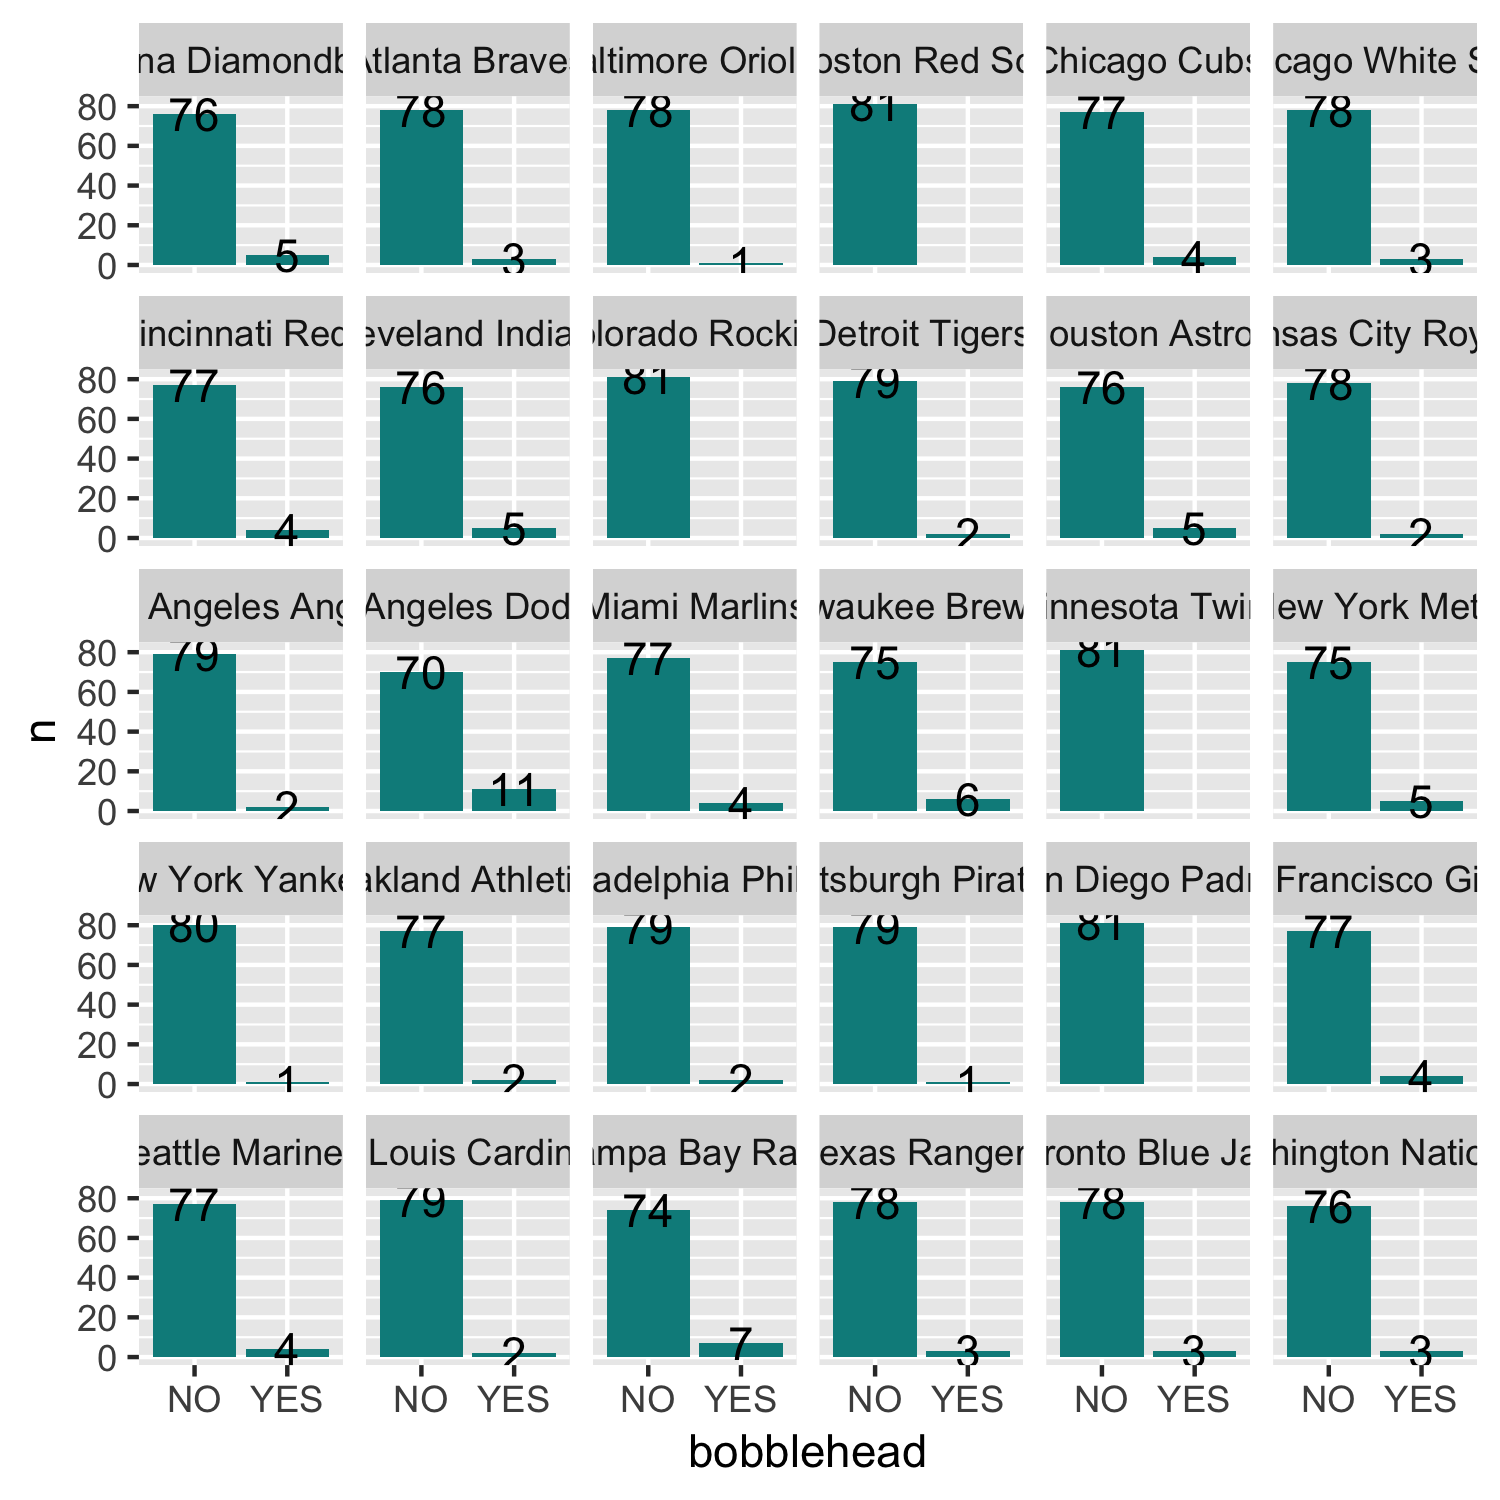 na Diamondb Atlanta Braves altimore Oriol oston Red So Chicago Cubs cago White S
80 60 40 20 0
76 5 78 3 78 1 81 77 4 78 3
incinnati Red eveland India olorado Rocki Detroit Tigers ouston Astro nsas City Roy
80 60 40 20 0
77 4 76 5 81 79 2 76 5 78 2
Angeles Ang Angeles Dod Miami Marlins waukee Brew innesota Twin New York Met
80 60 40 20 0
79 2 70 11 77 4 75 6 81 75 5
n
w York Yanke akland Athleti adelphia Phil tsburgh Pirat n Diego Padr Francisco Gi
80 60 40 20 0
80 1 77 2 79 2 79 1 81 77 4
eattle Marine Louis Cardin ampa Bay Ra exas Ranger ronto Blue Ja hington Natio
80 60 40 20 0
77 4 79 2 74 7 78 3 78 3 76 3
NO YES NO YES NO YES NO YES NO YES NO YES
bobblehead